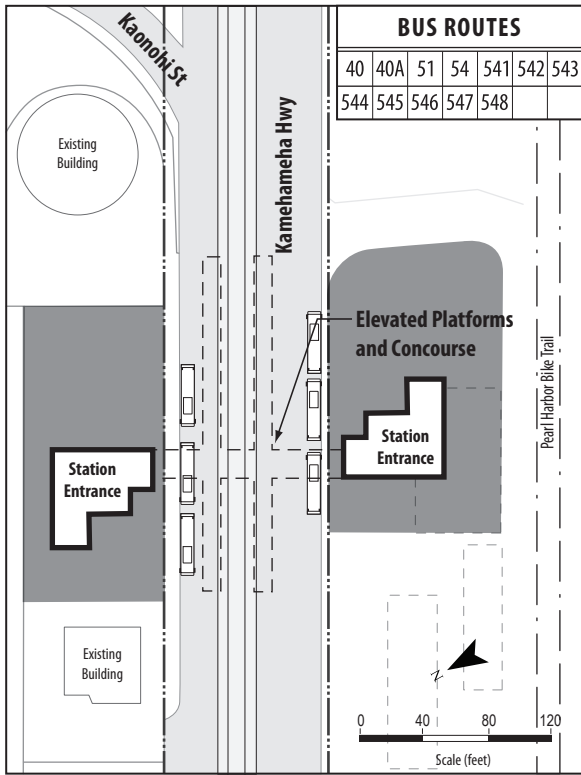 BUS ROUTES
40 40A 51 54 541 542 543
544 545 546 547 548
Kaonohi St
Existing
Building
Kamehameha Hwy
Elevated Platforms
and Concourse
Pearl Harbor Bike Trail
Station
Entrance
Station
Entrance
Existing
Building
N
0 40 80 120
Scale (feet)